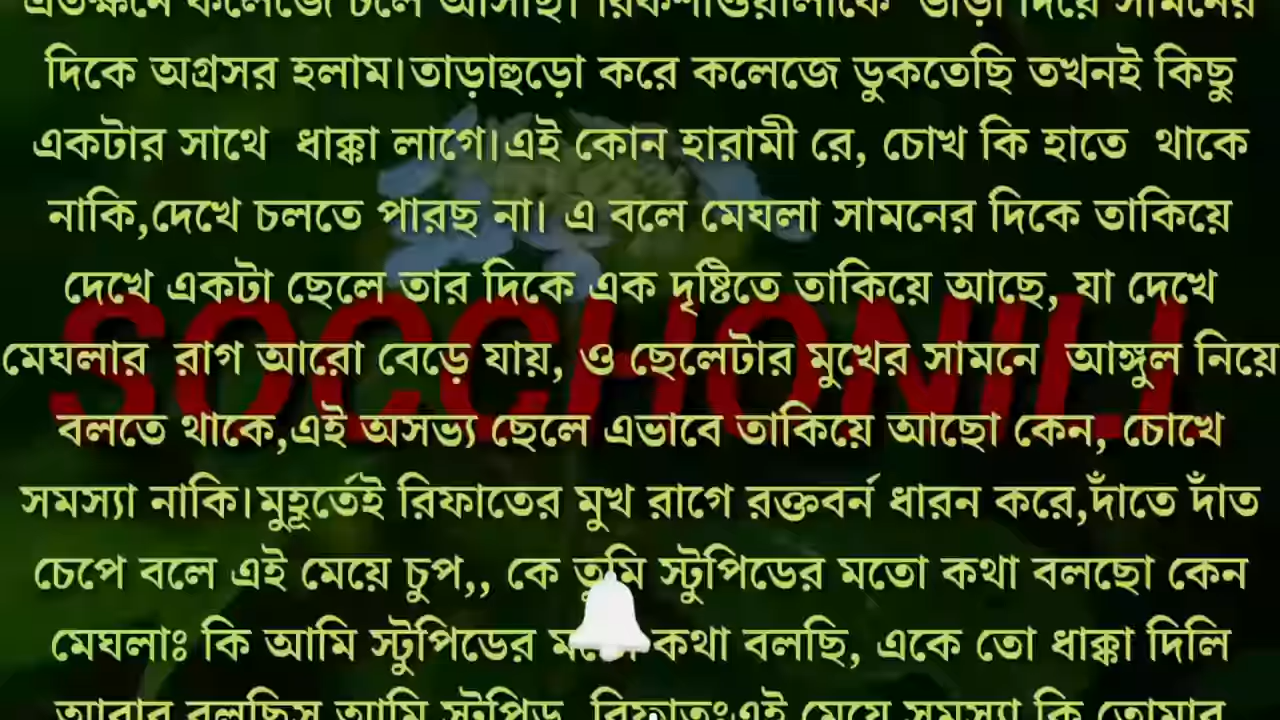 এতক্ষনে কলেজে চলে আসছি। রিকশাওয়ালাকে ভাড়া দিয়ে সামনের
দিকে অগ্রসর হলাম।তাড়াহুড়ো করে কলেজে ডুকতেছি তখনই কিছু
একটার সাথে ধাক্কা লাগে।এই কোন হারামী রে, চোখ কি হাতে থাকে
নাকি,দেখে চলতে পারছ না। এ বলে মেঘলা সামনের দিকে তাকিয়ে
দেখে একটা ছেলে তার দিকে এক দৃষ্টিতে তাকিয়ে আছে, যা দেখে
মেঘলার রাগ আরো বেড়ে যায়, ও ছেলেটার মুখের সামনে আঙ্গুল নিয়ে
SOCCHONILI
বলতে থাকে,এই অসভ্য ছেলে এভাবে তাকিয়ে আছো কেন, চোখে
সমস্যা নাকি।মুহূর্তেই রিফাতের মুখ রাগে রক্তবর্ন ধারন করে,দাঁতে দাঁত
চেপে বলে এই মেয়ে চুপ,, কে তুমি স্টুপিডের মতো কথা বলছো কেন
মেঘলাঃ কি আমি স্টুপিডের মতো কথা বলছি, একে তো ধাক্কা দিলি
আবার বলছিস আমি স্টুপিড রিফাতঃএই মেয়ে সমস্যা কি তোমার